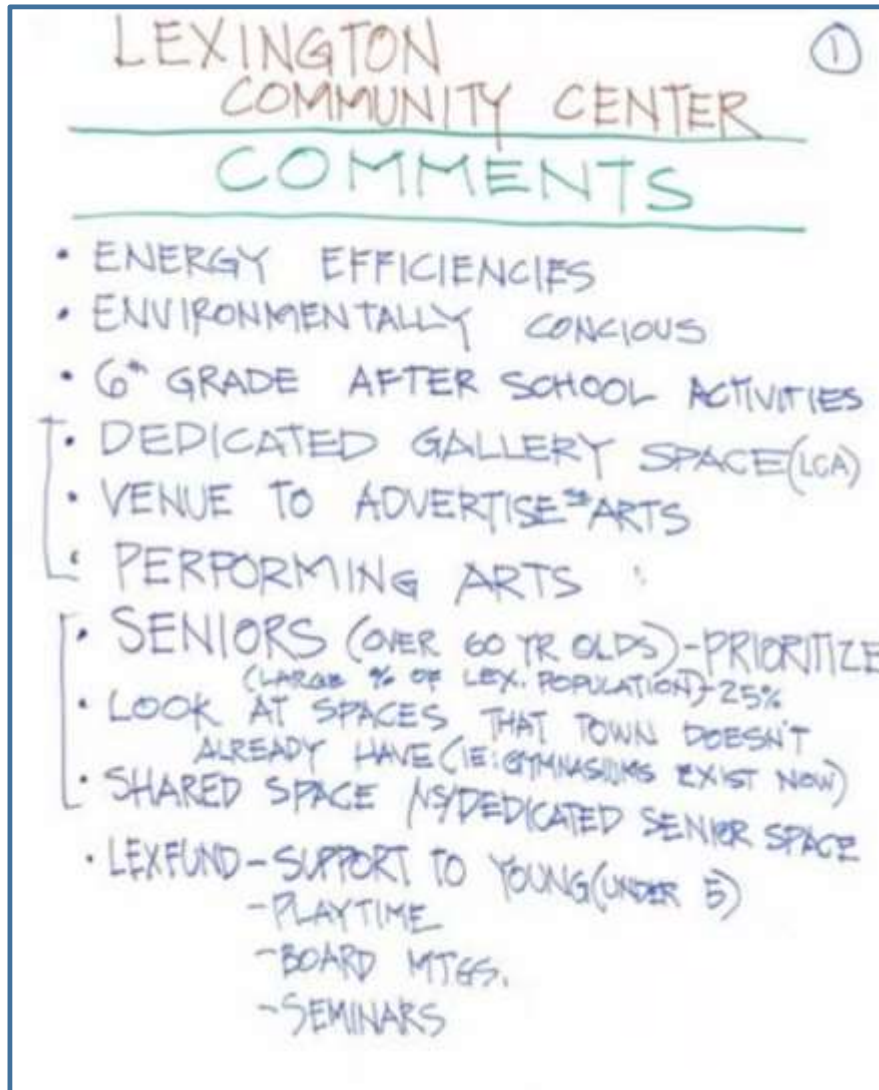 LEXINGTON
①
COMMUNITY CENTER
COMMENTS
• ENERGY EFFICIENCIES
• ENVIRONMENTALLY CONCIOUS
• 6th GRADE AFTER SCHOOL ACTIVITIES
• DEDICATED GALLERY SPACE (LCA)
• VENUE TO ADVERTISE ARTS
• PERFORMING ARTS
• SENIORS (OVER 60 YR OLDS) - PRIORITIZE
(LARGE % OF LEX. POPULATION) - 25%
• LOOK AT SPACES THAT TOWN DOESN'T
ALREADY HAVE (IE: GYMNASIUMS EXIST NOW)
• SHARED SPACE /VS/ DEDICATED SENIOR SPACE
• LEXFUND - SUPPORT TO YOUNG (UNDER 5)
- PLAYTIME
- BOARD MTGS.
- SEMINARS